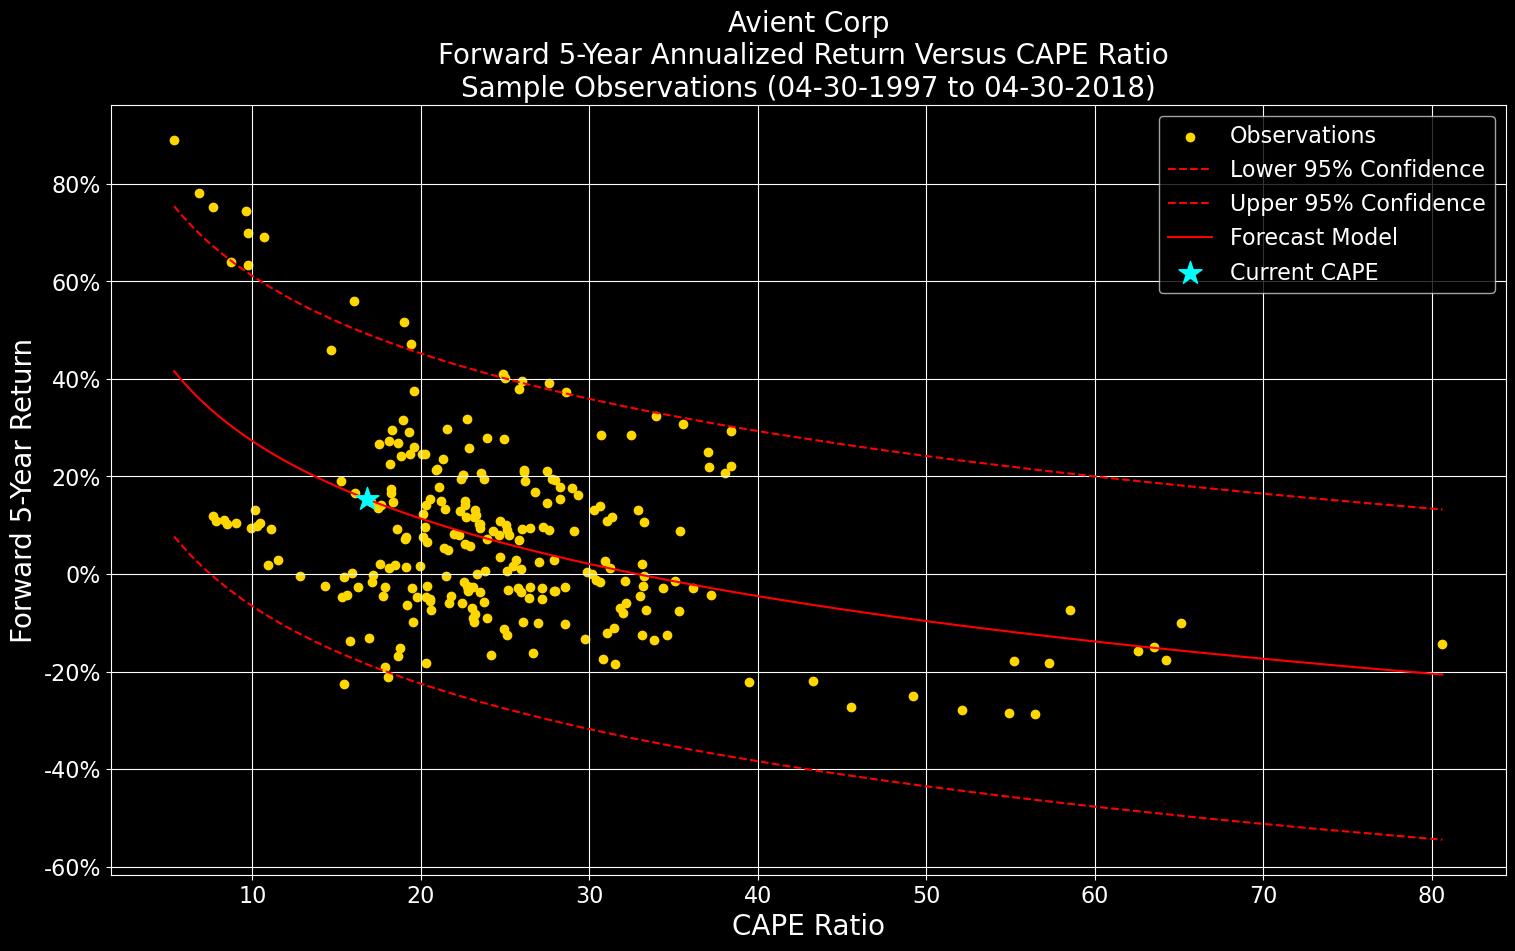 Avient Corp
Forward 5-Year Annualized Return Versus CAPE Ratio
Sample Observations (04-30-1997 to 04-30-2018)
Observations
Lower 95% Confidence
Upper 95% Confidence
Forecast Model
Current CAPE
Forward 5-Year Return
80%
60%
40%
20%
0%
-20%
-40%
-60%
10 20 30 40 50 60 70 80
CAPE Ratio